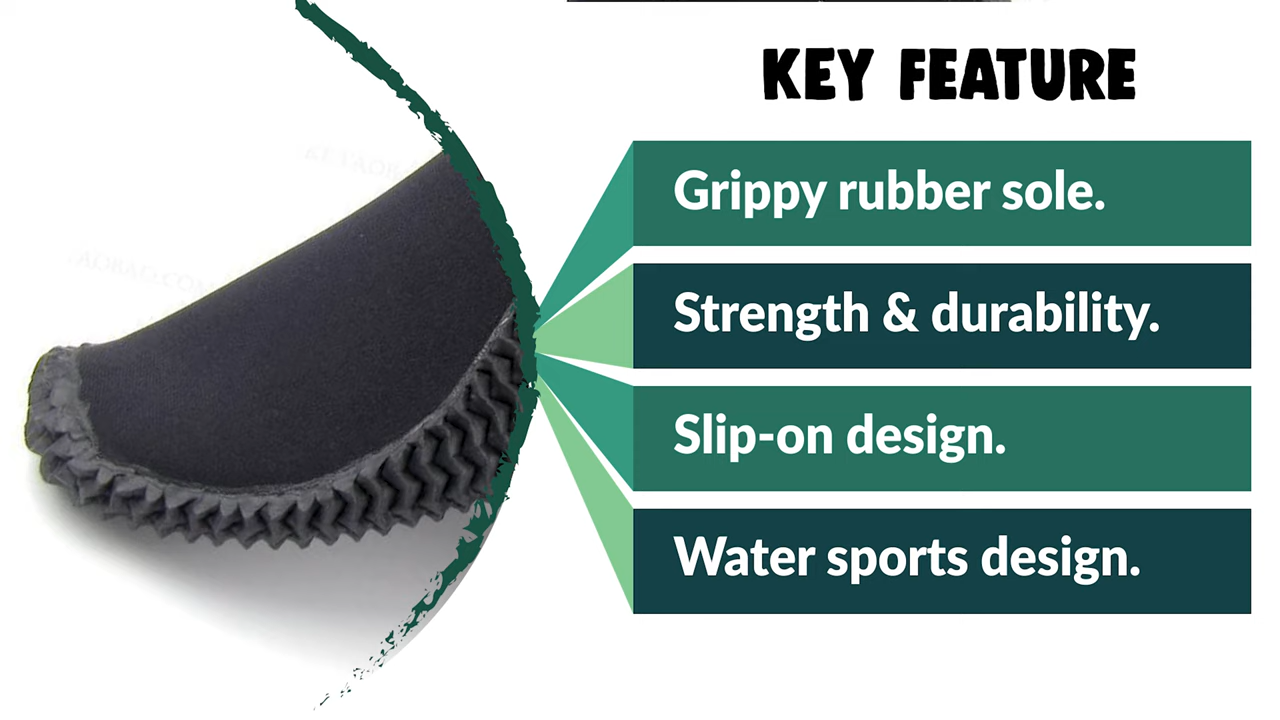 KEY FEATURE
Grippy rubber sole.
Strength & durability.
Slip-on design.
Water sports design.